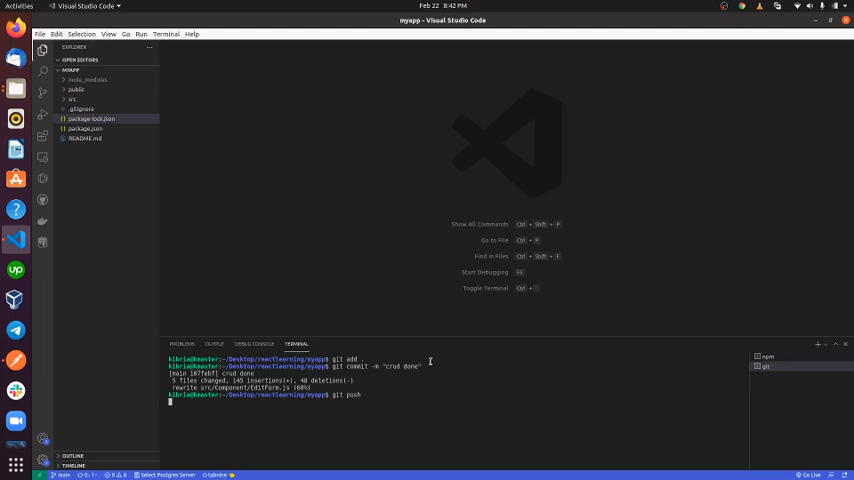 Activities
Visual Studio Code
Feb 22 8:42 PM
myapp - Visual Studio Code
File Edit Selection View Go Run Terminal Help
EXPLORER
OPEN EDITORS
MYAPP
node_modules
public
src
.gitignore
package-lock.json
package.json
README.md
Show All Commands Ctrl + Shift + P
Go to File Ctrl + P
Find in Files Ctrl + Shift + F
Start Debugging F5
Toggle Terminal Ctrl + `
PROBLEMS OUTPUT DEBUG CONSOLE TERMINAL
kibria@kmaster:~/Desktop/reactlearning/myapp$ git add .
kibria@kmaster:~/Desktop/reactlearning/myapp$ git commit -m "crud done"
[main 107febf] crud done
5 files changed, 145 insertions(+), 48 deletions(-)
rewrite src/Component/EditForm.js (60%)
kibria@kmaster:~/Desktop/reactlearning/myapp$ git push
npm
git
OUTLINE
TIMELINE
main 0↓ 1↑ 0 0 Select Postgres Server tabnine Go Live